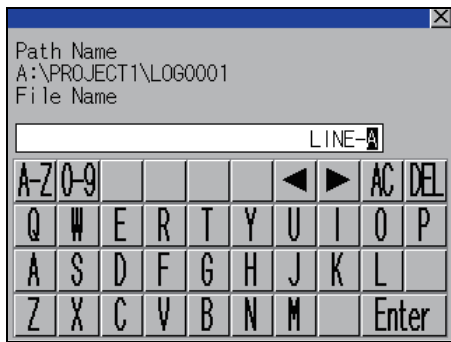 Path Name
A:\PROJECT1\LOG0001
File Name
LINE-A
A-Z 0-9 ◀ ▶ AC DEL
Q W E R T Y U I O P
A S D F G H J K L
Z X C V B N M Enter